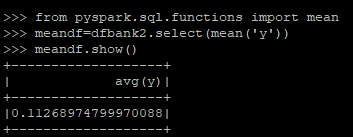 >>> from pyspark.sql.functions import mean
>>> meandf=dfbank2.select(mean('y'))
>>> meandf.show()
+-------------------+
|             avg(y)|
+-------------------+
|0.11268974799970088|
+-------------------+